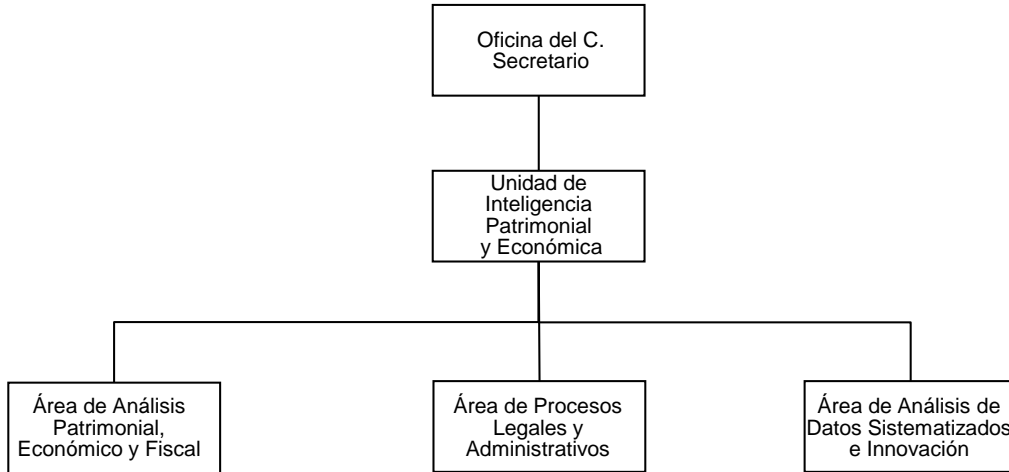 Oficina del C.
Secretario
Unidad de
Inteligencia
Patrimonial
y Económica
Área de Análisis
Patrimonial,
Económico y Fiscal
Área de Procesos
Legales y
Administrativos
Área de Análisis de
Datos Sistematizados
e Innovación